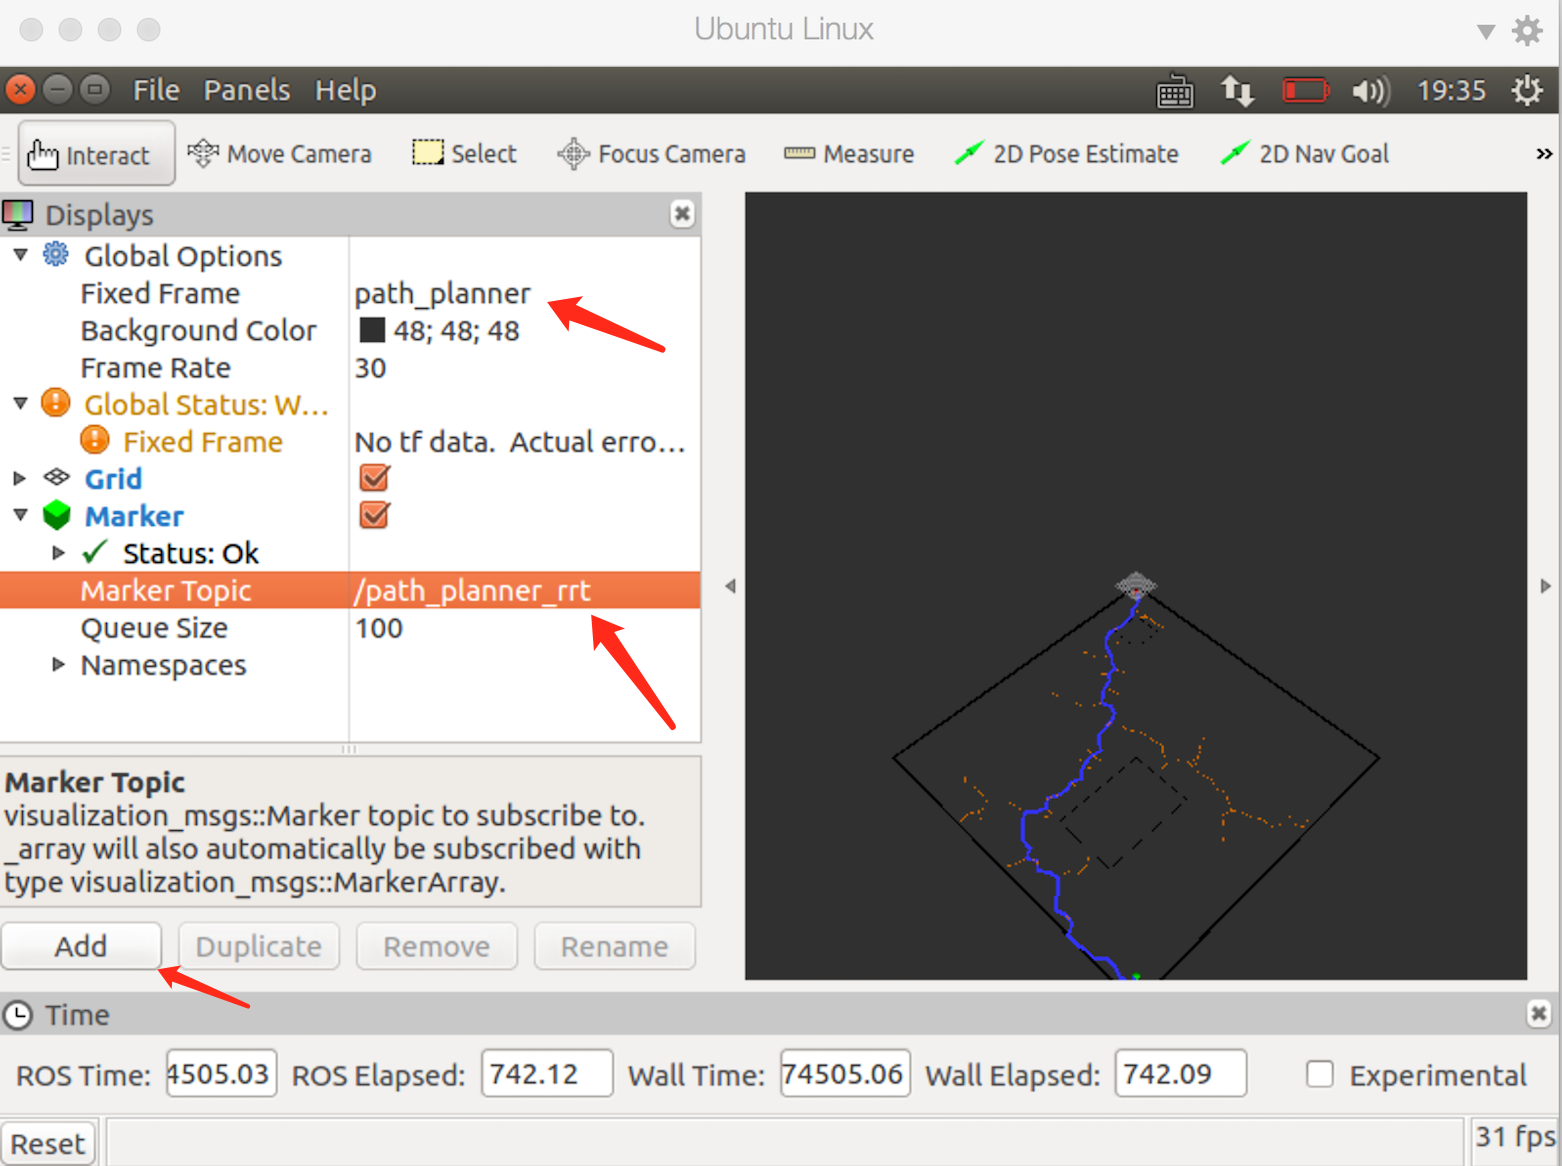 Ubuntu Linux
File Panels Help 19:35
Interact Move Camera Select Focus Camera Measure 2D Pose Estimate 2D Nav Goal »
Displays
Global Options
Fixed Frame path_planner
Background Color 48; 48; 48
Frame Rate 30
Global Status: W...
Fixed Frame No tf data. Actual erro...
Grid
Marker
Status: Ok
Marker Topic /path_planner_rrt
Queue Size 100
Namespaces
Marker Topic
visualization_msgs::Marker topic to subscribe to.
_array will also automatically be subscribed with
type visualization_msgs::MarkerArray.
Add Duplicate Remove Rename
Time
ROS Time: 4505.03 ROS Elapsed: 742.12 Wall Time: 74505.06 Wall Elapsed: 742.09 Experimental
Reset 31 fps